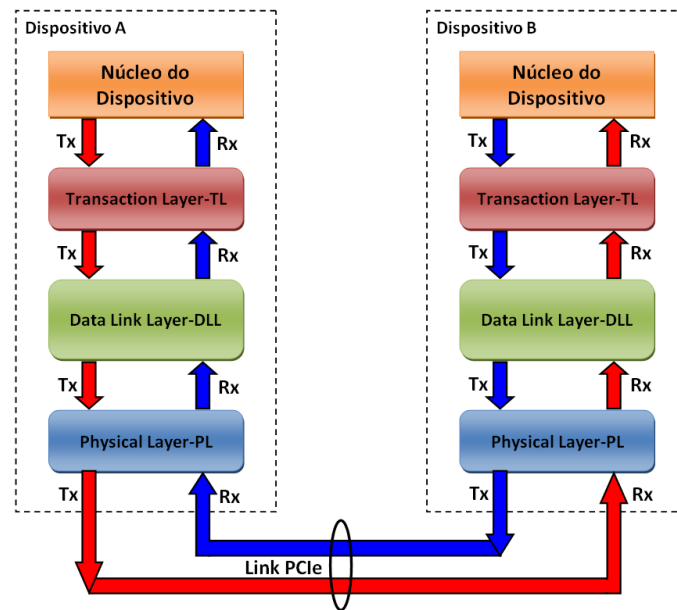 Dispositivo A
Dispositivo B
Núcleo do
Dispositivo
Núcleo do
Dispositivo
Tx
Rx
Tx
Rx
Transaction Layer-TL
Transaction Layer-TL
Tx
Rx
Tx
Rx
Data Link Layer-DLL
Data Link Layer-DLL
Tx
Rx
Tx
Rx
Physical Layer-PL
Physical Layer-PL
Tx
Rx
Tx
Rx
Link PCIe